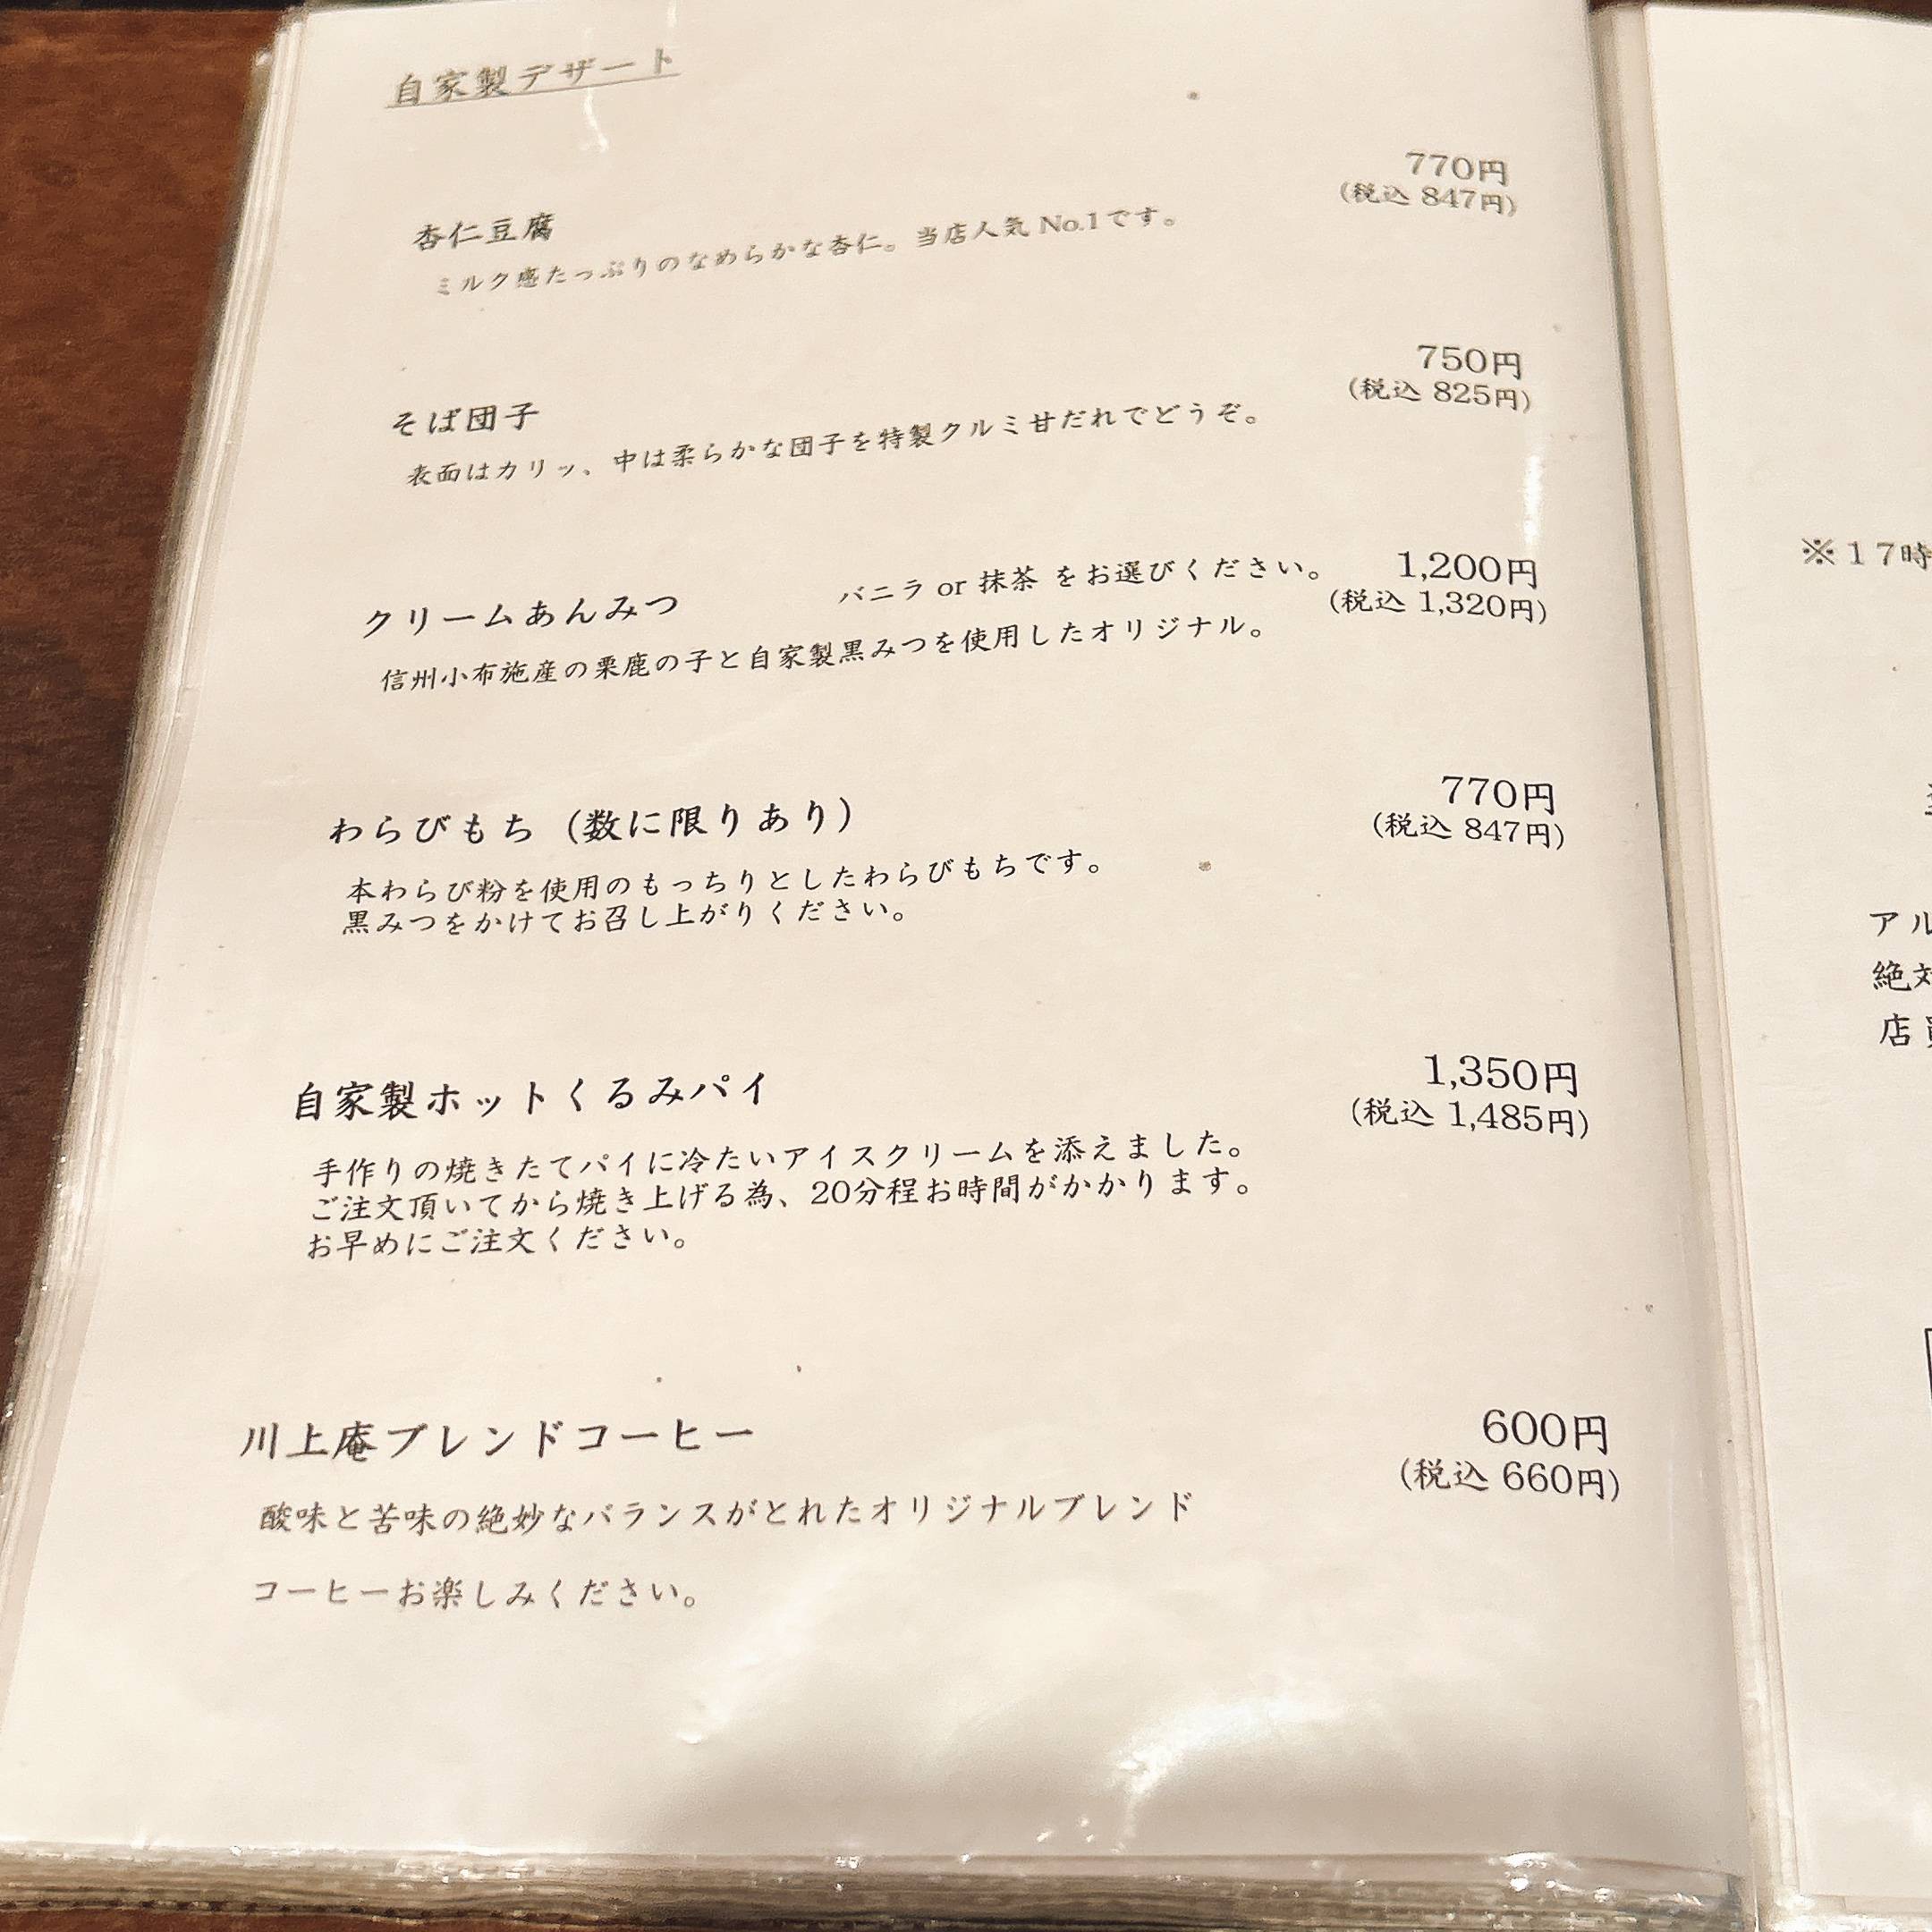 自家製デザート
杏仁豆腐
770円
(税込 847円)
ミルク感たっぷりのなめらかな杏仁。当店人気 No.1です。
そば団子
750円
(税込 825円)
表面はカリッ、中は柔らかな団子を特製クルミ甘だれでどうぞ。
クリームあんみつ
バニラ or 抹茶 をお選びください。
1,200円
(税込 1,320円)
信州小布施産の栗鹿の子と自家製黒みつを使用したオリジナル。
わらびもち（数に限りあり）
770円
(税込 847円)
本わらび粉を使用のもっちりとしたわらびもちです。
黒みつをかけてお召し上がりください。
自家製ホットくるみパイ
1,350円
(税込 1,485円)
手作りの焼きたてパイに冷たいアイスクリームを添えました。
ご注文頂いてから焼き上げる為、20分程お時間がかかります。
お早めにご注文ください。
川上庵ブレンドコーヒー
600円
(税込 660円)
酸味と苦味の絶妙なバランスがとれたオリジナルブレンド
コーヒーお楽しみください。
※１７時
アル
絶対
店